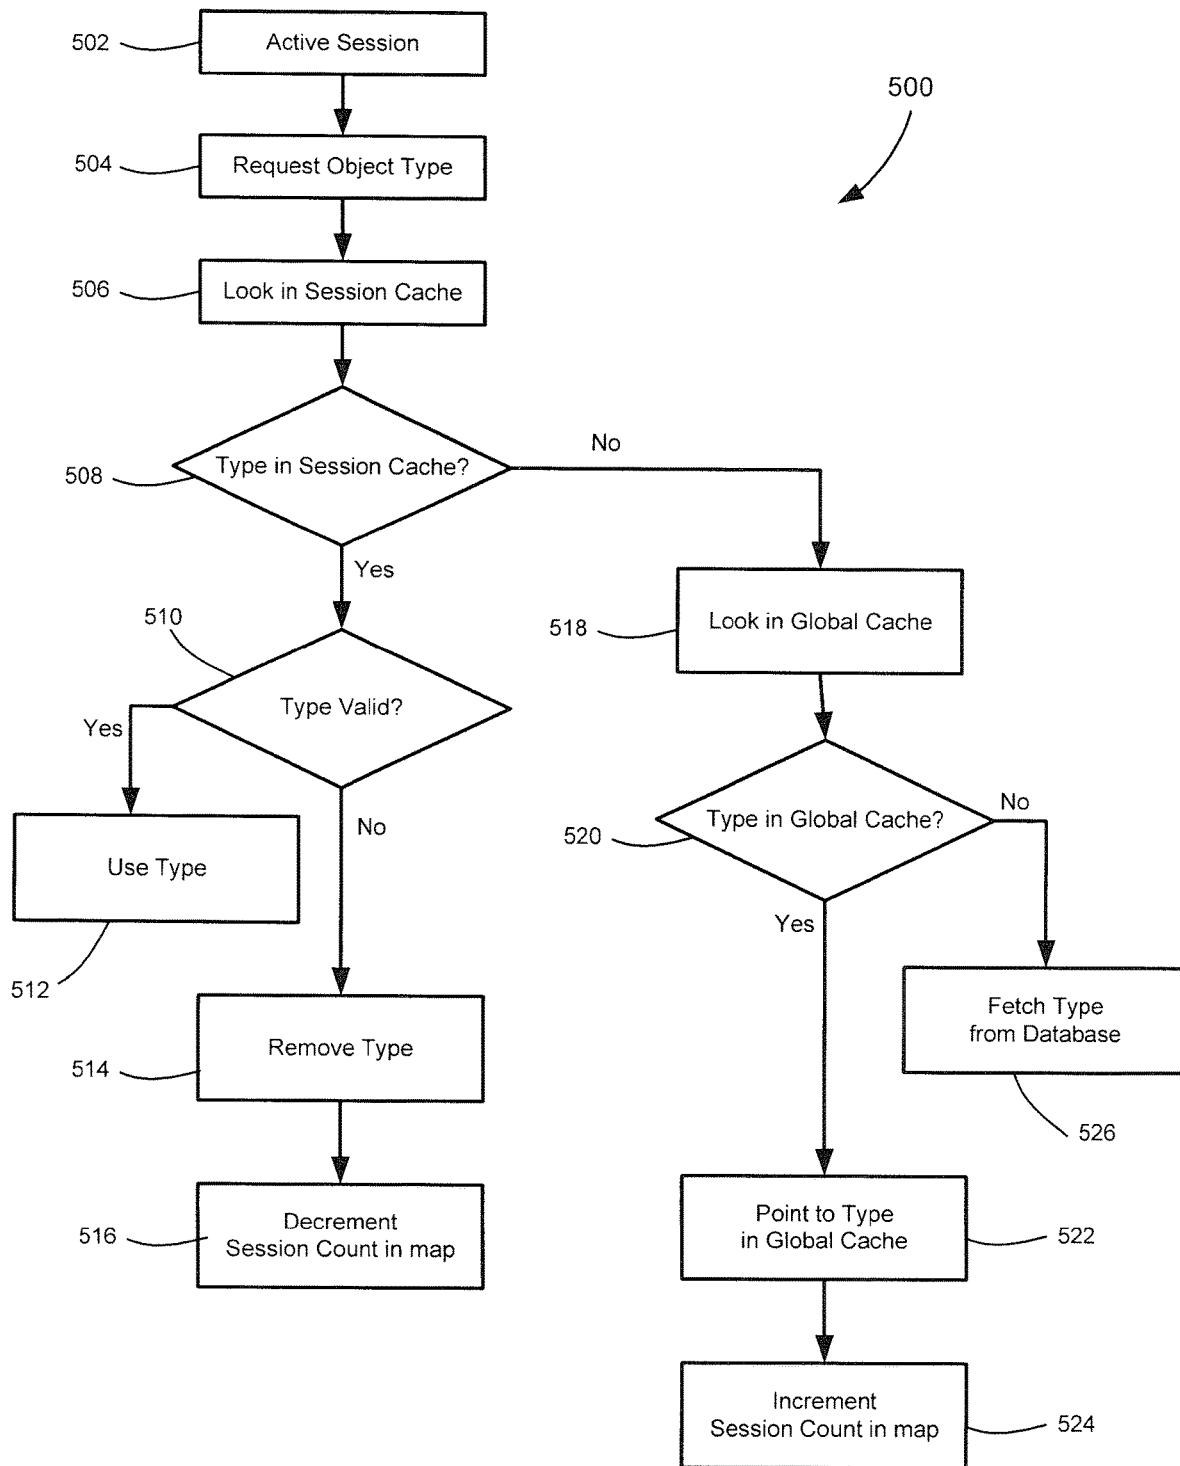 502
Active Session
500
504
Request Object Type
506
Look in Session Cache
508
Type in Session Cache?
No
Yes
510
518
Look in Global Cache
Type Valid?
Yes
No
520
Type in Global Cache?
No
Use Type
512
Yes
514
Remove Type
Fetch Type
from Database
526
516
Decrement
Session Count in map
Point to Type
in Global Cache
522
Increment
Session Count in map
524